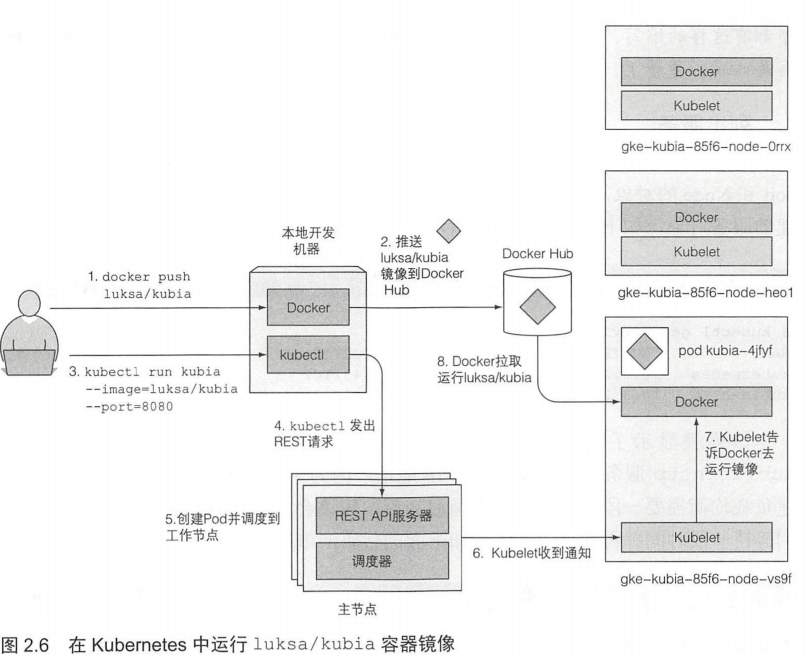 Docker
Kubelet
gke-kubia-85f6-node-0rrx
Docker
Kubelet
gke-kubia-85f6-node-heo1
本地开发
机器
2. 推送
luksa/kubia
镜像到Docker
Hub
Docker Hub
1. docker push
luksa/kubia
Docker
kubectl
3. kubectl run kubia
--image=luksa/kubia
--port=8080
pod kubia-4jfyf
8. Docker拉取
运行luksa/kubia
Docker
4. kubectl 发出
REST请求
7. Kubelet告
诉Docker去
运行镜像
5.创建Pod并调度到
工作节点
REST API服务器
调度器
6. Kubelet收到通知
Kubelet
gke-kubia-85f6-node-vs9f
主节点
图 2.6 在 Kubernetes 中运行 luksa/kubia 容器镜像